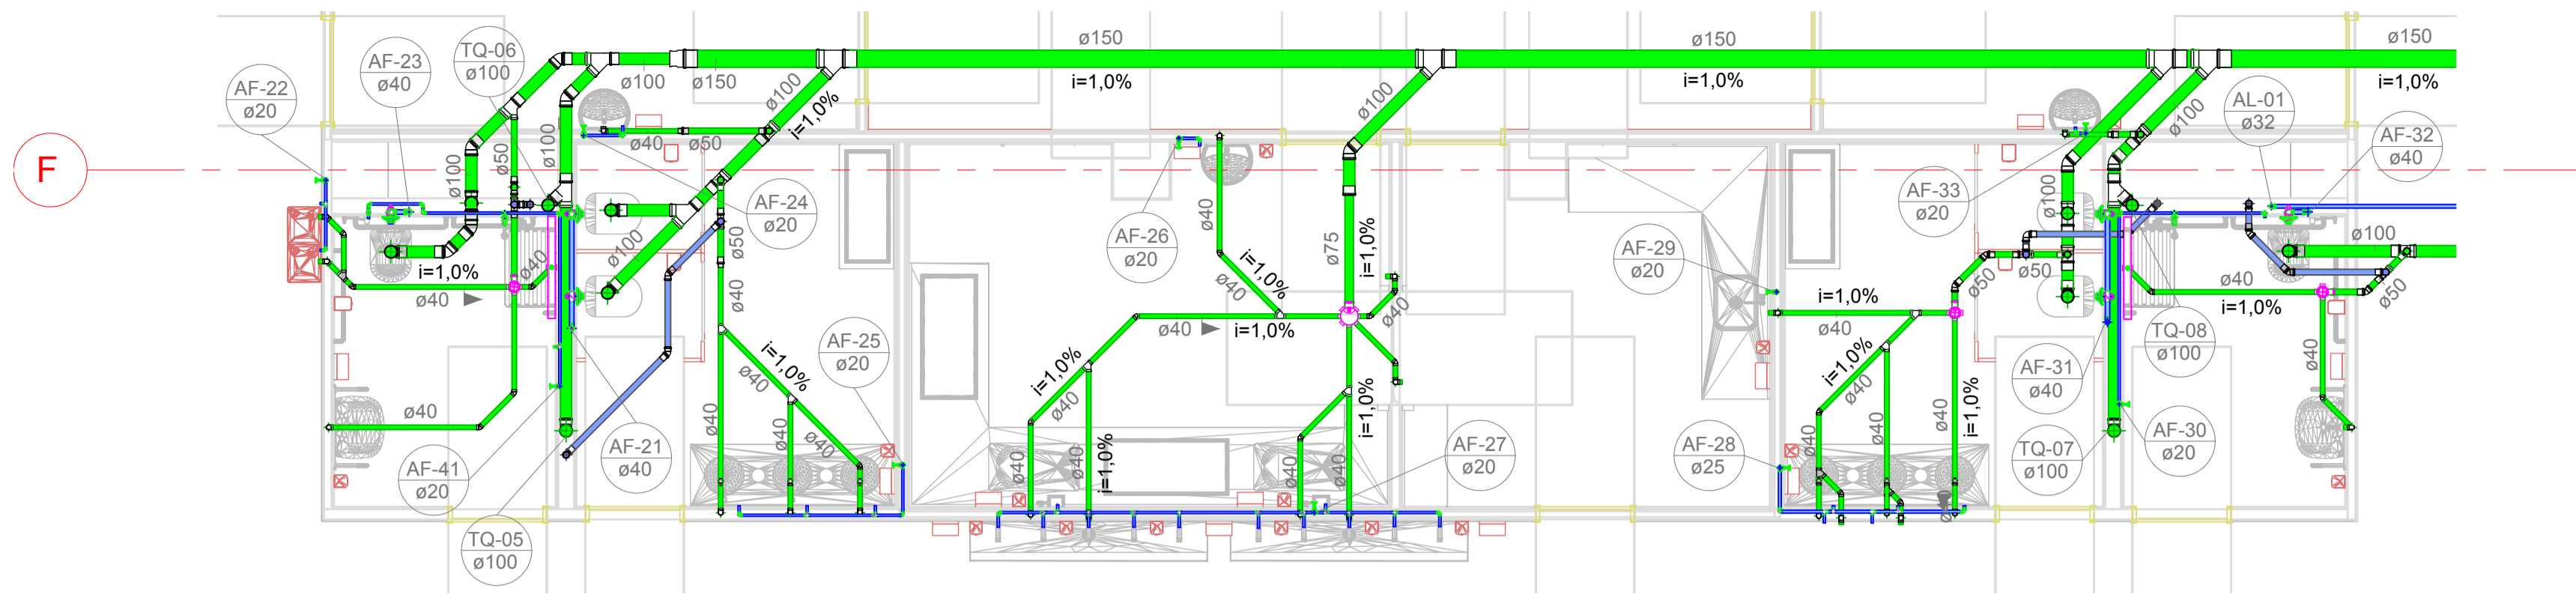 ø150
ø150
ø150
i=1,0%
i=1,0%
i=1,0%
TQ-06
ø100
AF-23
ø40
AF-22
ø20
ø100
ø150
ø100
i=1,0%
ø100
ø50
ø100
ø40
ø50
ø100
ø100
AL-01
ø32
AF-32
ø40
F
AF-24
ø20
AF-26
ø20
ø40
ø75
i=1,0%
AF-29
ø20
AF-33
ø20
ø100
ø100
i=1,0%
ø40
ø40
ø100
ø50
ø40
i=1,0%
ø40
ø40
i=1,0%
ø40
i=1,0%
ø40
ø50
ø50
ø40
i=1,0%
ø50
AF-25
ø20
i=1,0%
ø40
i=1,0%
ø40
i=1,0%
ø40
AF-31
ø40
TQ-08
ø100
ø40
ø40
ø40
ø40
ø40
ø40
ø40
i=1,0%
ø40
ø40
i=1,0%
ø40
ø40
ø40
i=1,0%
AF-41
ø20
AF-21
ø40
AF-27
ø20
AF-28
ø25
TQ-07
ø100
AF-30
ø20
TQ-05
ø100